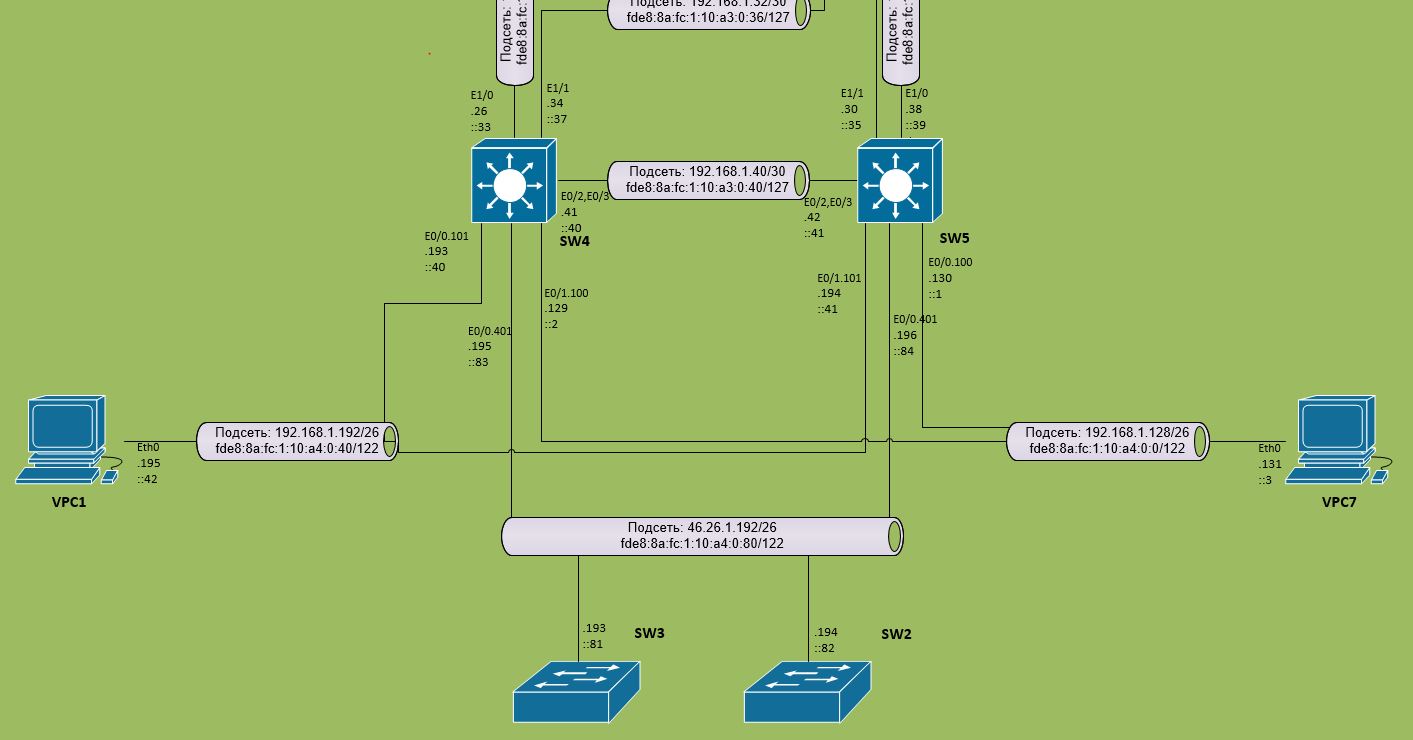 Подсеть: 192.168.1.32/30
fde8:8a:fc:1:10:a3:0:36/127
Подсеть:
fde8:8a:fc:
Подсеть:
fde8:8a:fc:
E1/0
.26
::33
E1/1
.34
::37
E1/1
.30
::35
E1/0
.38
::39
Подсеть: 192.168.1.40/30
fde8:8a:fc:1:10:a3:0:40/127
E0/2,E0/3
.41
::40
SW4
E0/2,E0/3
.42
::41
SW5
E0/0.101
.193
::40
E0/1.100
.129
::2
E0/0.401
.195
::83
E0/1.101
.194
::41
E0/0.100
.130
::1
E0/0.401
.196
::84
Подсеть: 192.168.1.192/26
fde8:8a:fc:1:10:a4:0:40/122
Eth0
.195
::42
VPC1
Подсеть: 192.168.1.128/26
fde8:8a:fc:1:10:a4:0:0/122
Eth0
.131
::3
VPC7
Подсеть: 46.26.1.192/26
fde8:8a:fc:1:10:a4:0:80/122
.193
::81
SW3
.194
::82
SW2